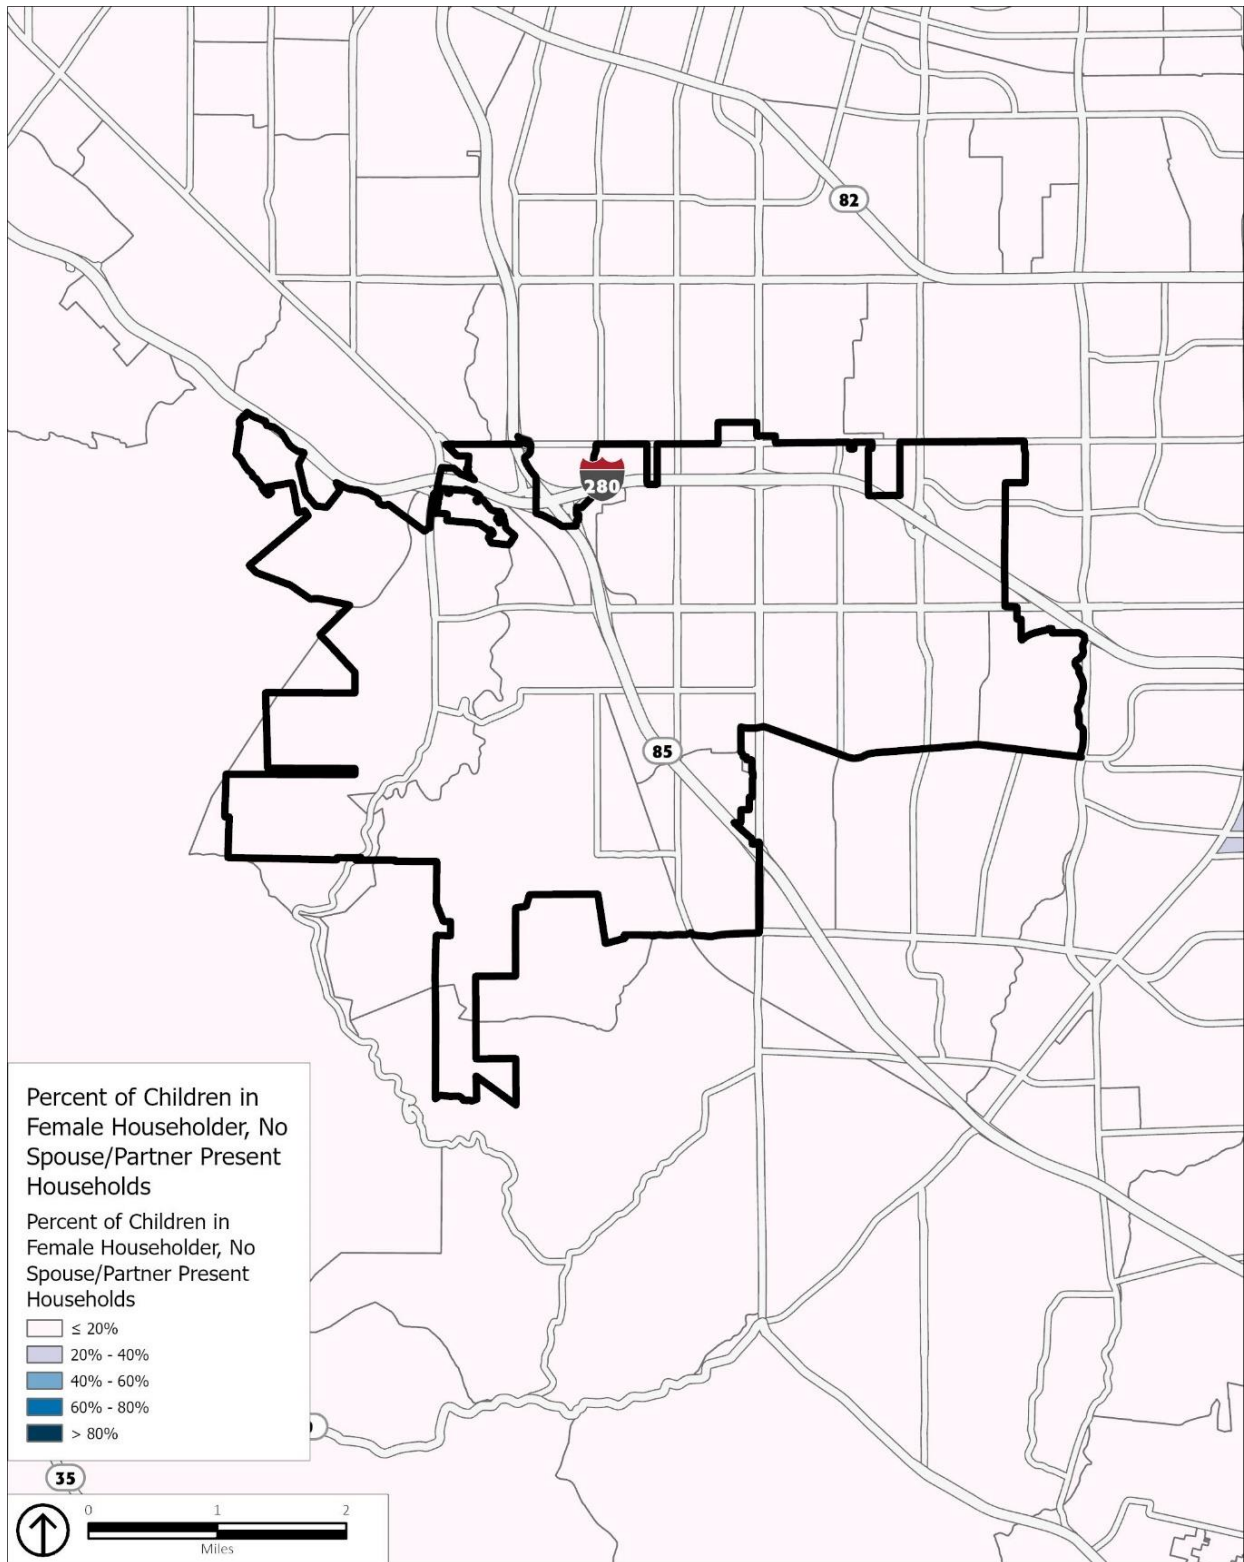 82
280
85
Percent of Children in
Female Householder, No
Spouse/Partner Present
Households
Percent of Children in
Female Householder, No
Spouse/Partner Present
Households
≤ 20%
20% - 40%
40% - 60%
60% - 80%
> 80%
35
0 1 2
Miles